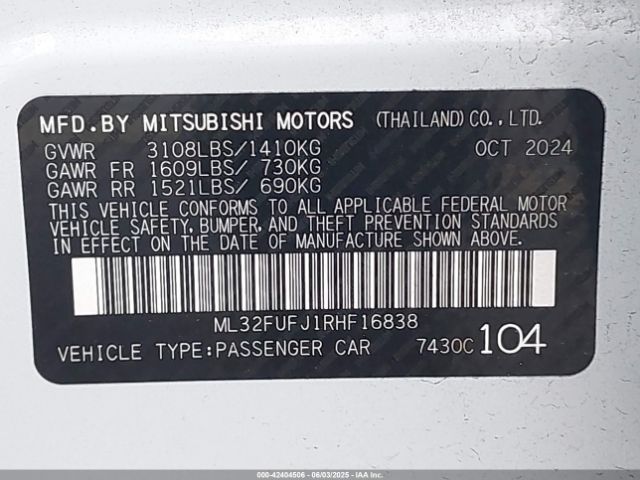 MFD.BY MITSUBISHI MOTORS (THAILAND) CO., LTD.
GVWR 3108LBS/1410KG OCT 2024
GAWR FR 1609LBS/ 730KG
GAWR RR 1521LBS/ 690KG
THIS VEHICLE CONFORMS TO ALL APPLICABLE FEDERAL MOTOR
VEHICLE SAFETY, BUMPER, AND THEFT PREVENTION STANDARDS
IN EFFECT ON THE DATE OF MANUFACTURE SHOWN ABOVE.
ML32FUFJ1RHF16838
VEHICLE TYPE:PASSENGER CAR 7430C 104
000-42404506 - 06/03/2025 - IAAI.com